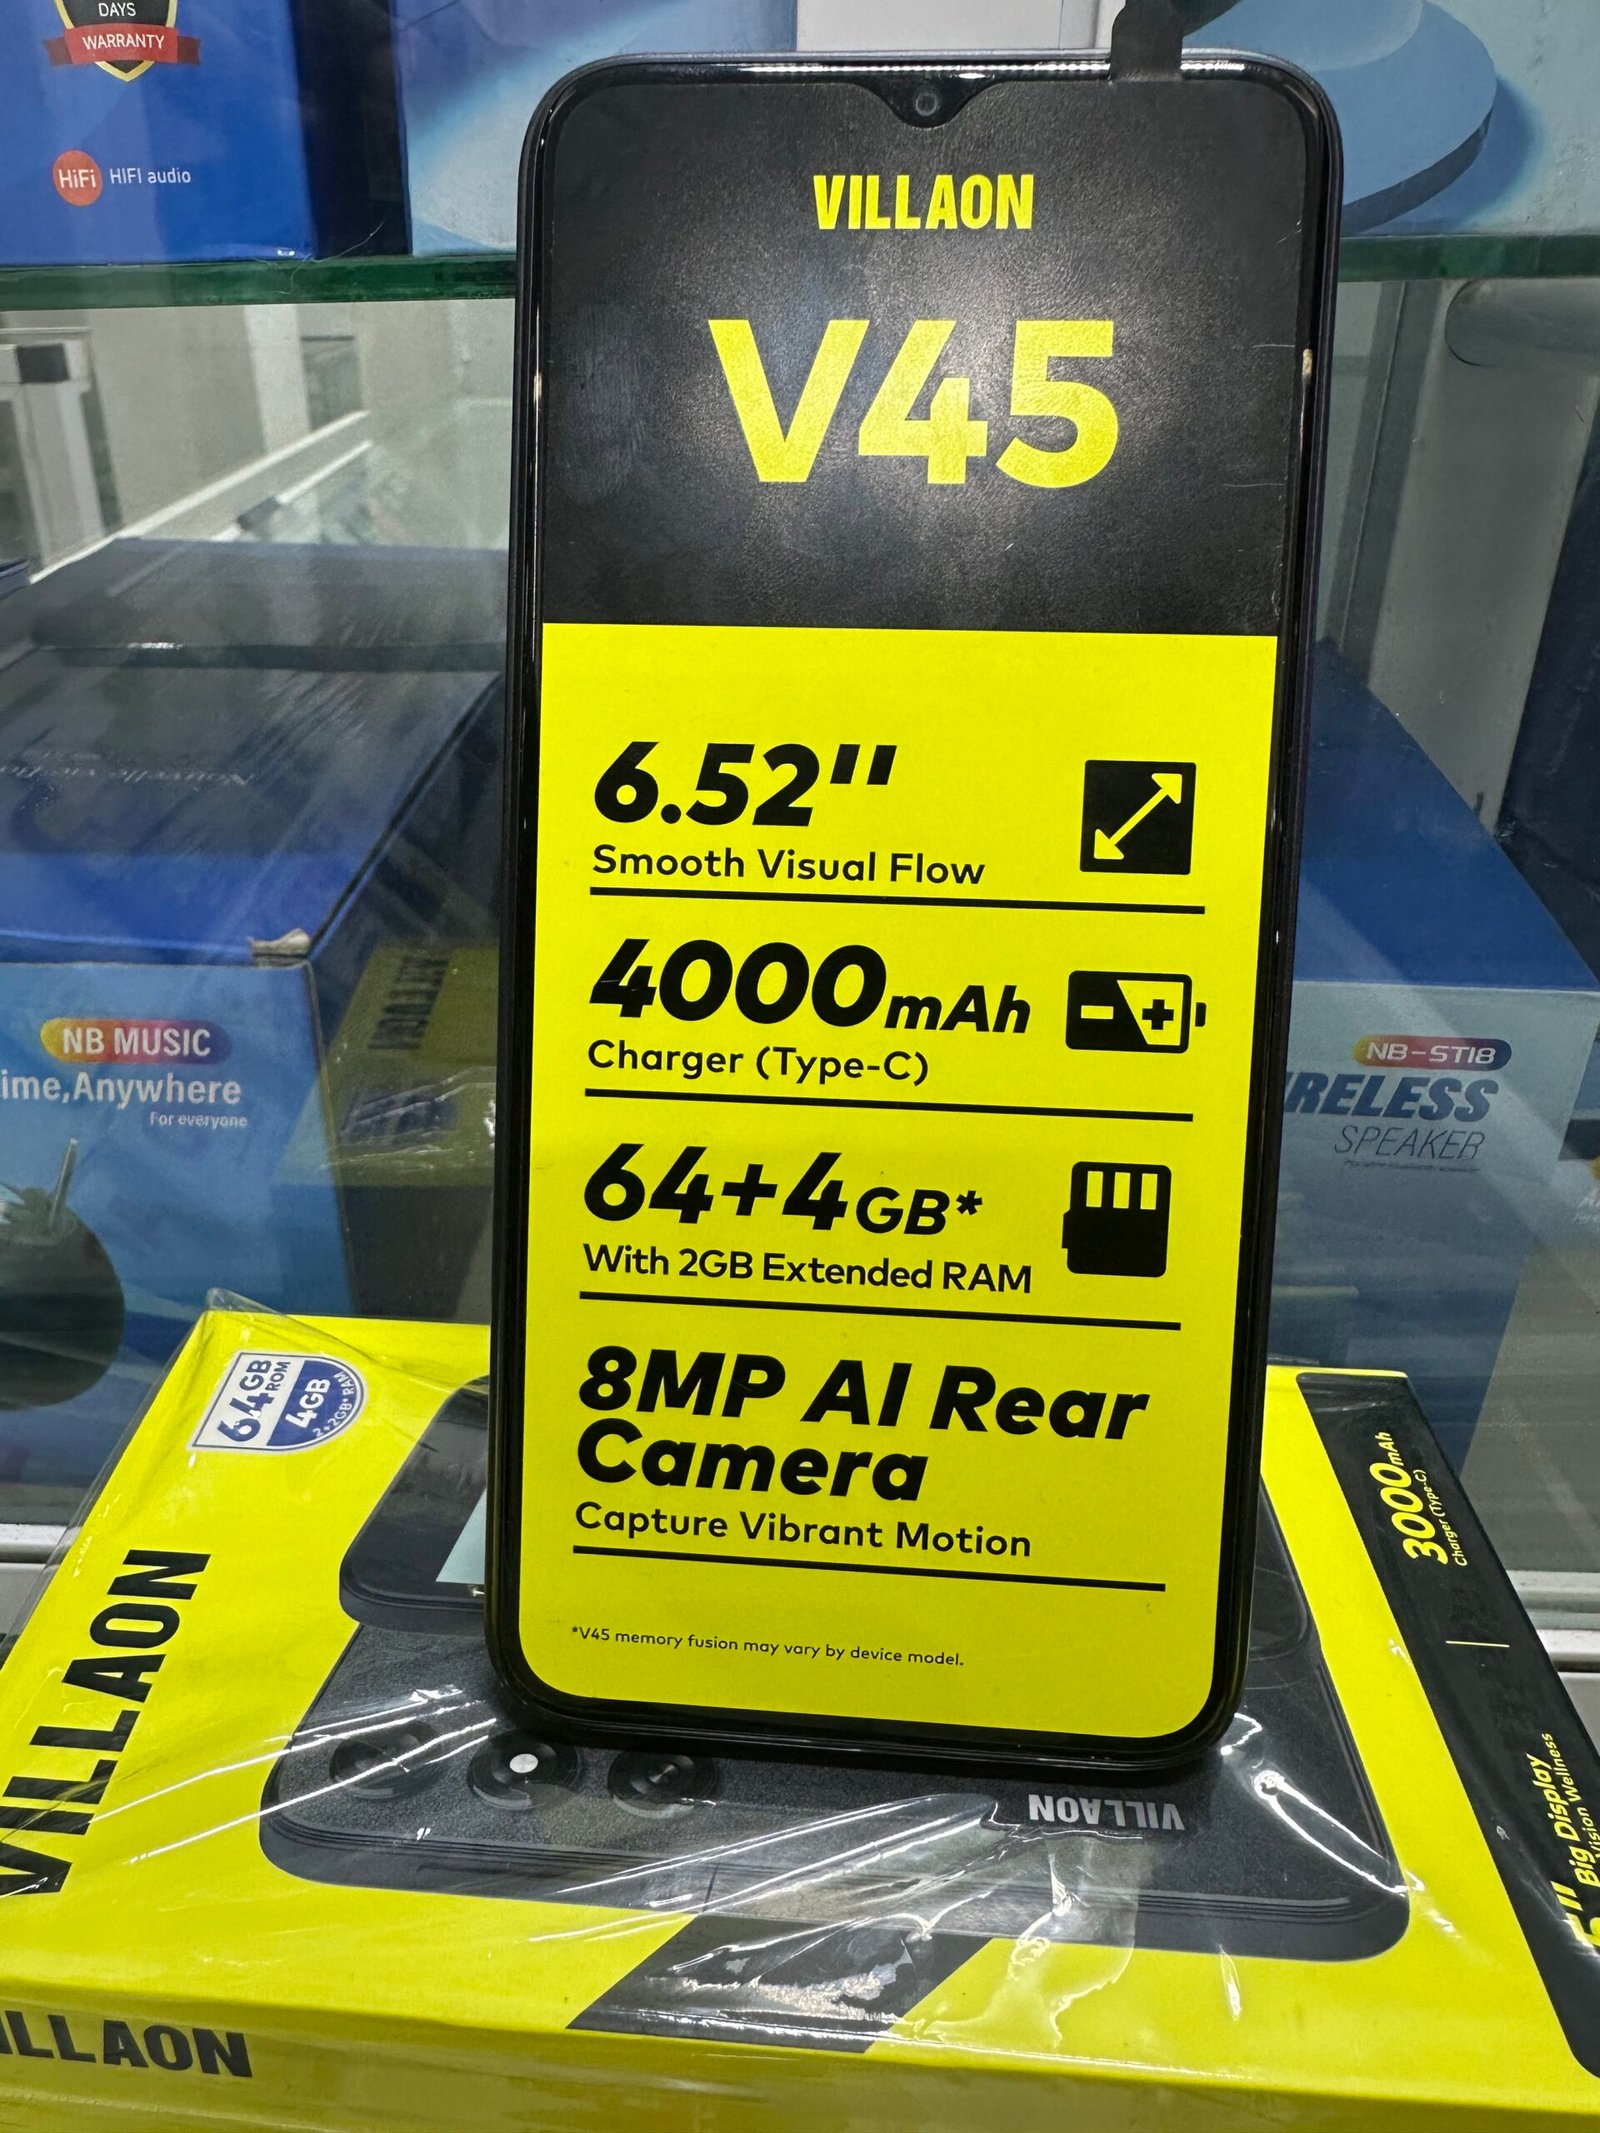 DAYS
WARRANTY
HiFi HIFI audio
VILLAON
V45
6.52"
Smooth Visual Flow
4000mAh
Charger (Type-C)
64+4GB*
With 2GB Extended RAM
8MP AI Rear
Camera
Capture Vibrant Motion
*V45 memory fusion may vary by device model.
NB MUSIC
ime,Anywhere
For everyone
NB-ST18
RELESS
SPEAKER
64GB
ROM
4GB
2+2GB* RAM
VILLAON
3000mAh
Charger (Type-C)
Big Display
Vision Wellness
VILLAON
ILLAON